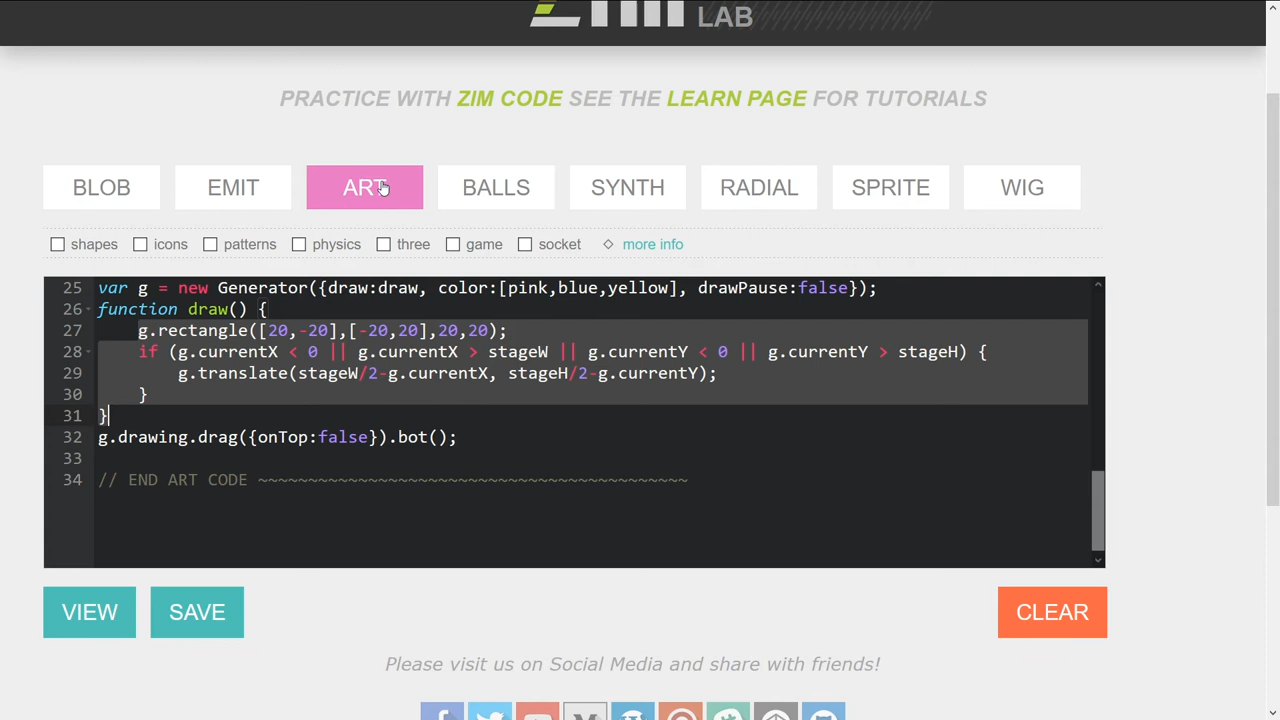 LAB
PRACTICE WITH ZIM CODE SEE THE LEARN PAGE FOR TUTORIALS
BLOB EMIT ART BALLS SYNTH RADIAL SPRITE WIG
shapes icons patterns physics three game socket ◇ more info
25 var g = new Generator({draw:draw, color:[pink,blue,yellow], drawPause:false});
26 function draw() {
27 g.rectangle([20,-20],[-20,20],20,20);
28 if (g.currentX < 0 || g.currentX > stageW || g.currentY < 0 || g.currentY > stageH) {
29 g.translate(stageW/2-g.currentX, stageH/2-g.currentY);
30 }
31 }
32 g.drawing.drag({onTop:false}).bot();
33
34 // END ART CODE ~~~~~~~~~~~~~~~~~~~~~~~~~~~~~~~~~~~~~~~~~~~
VIEW SAVE CLEAR
Please visit us on Social Media and share with friends!